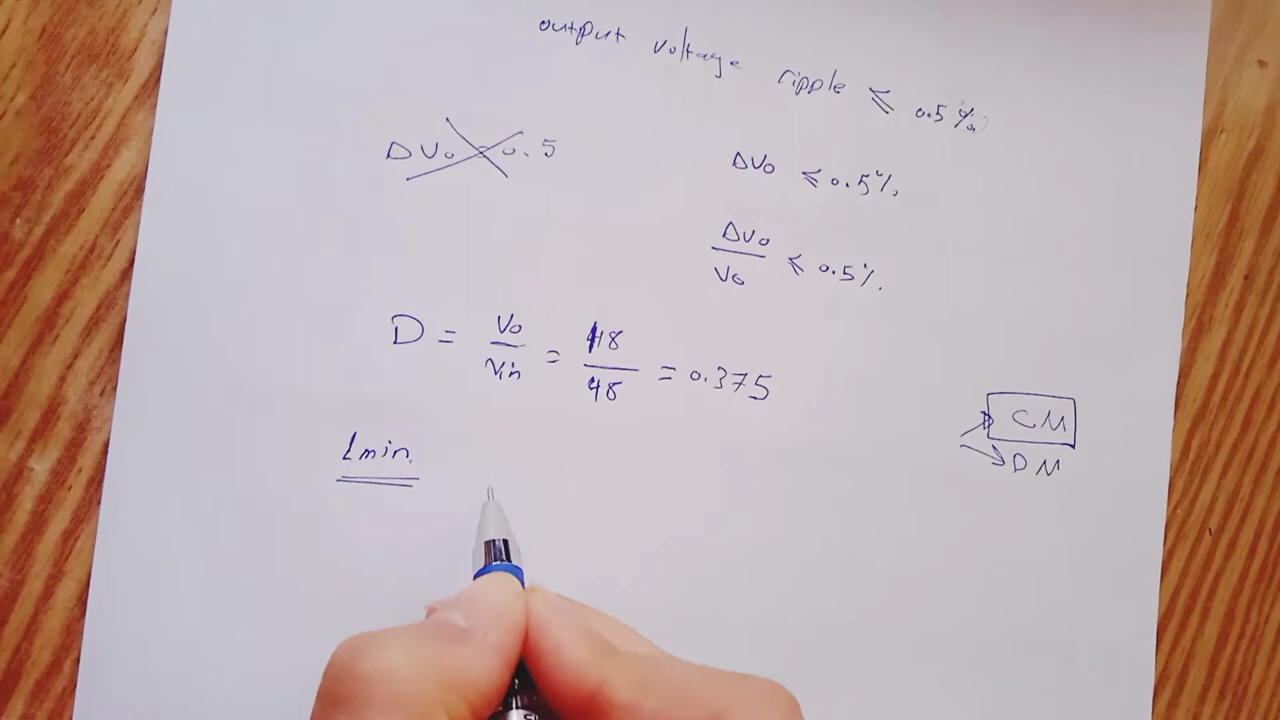 output voltage ripple ≤ 0.5%
ΔVo = 0.5
ΔVo ≤ 0.5%
ΔVo / Vo ≤ 0.5%.
D = Vo / Vin = 18 / 48 = 0.375
CM
DM
Lmin.